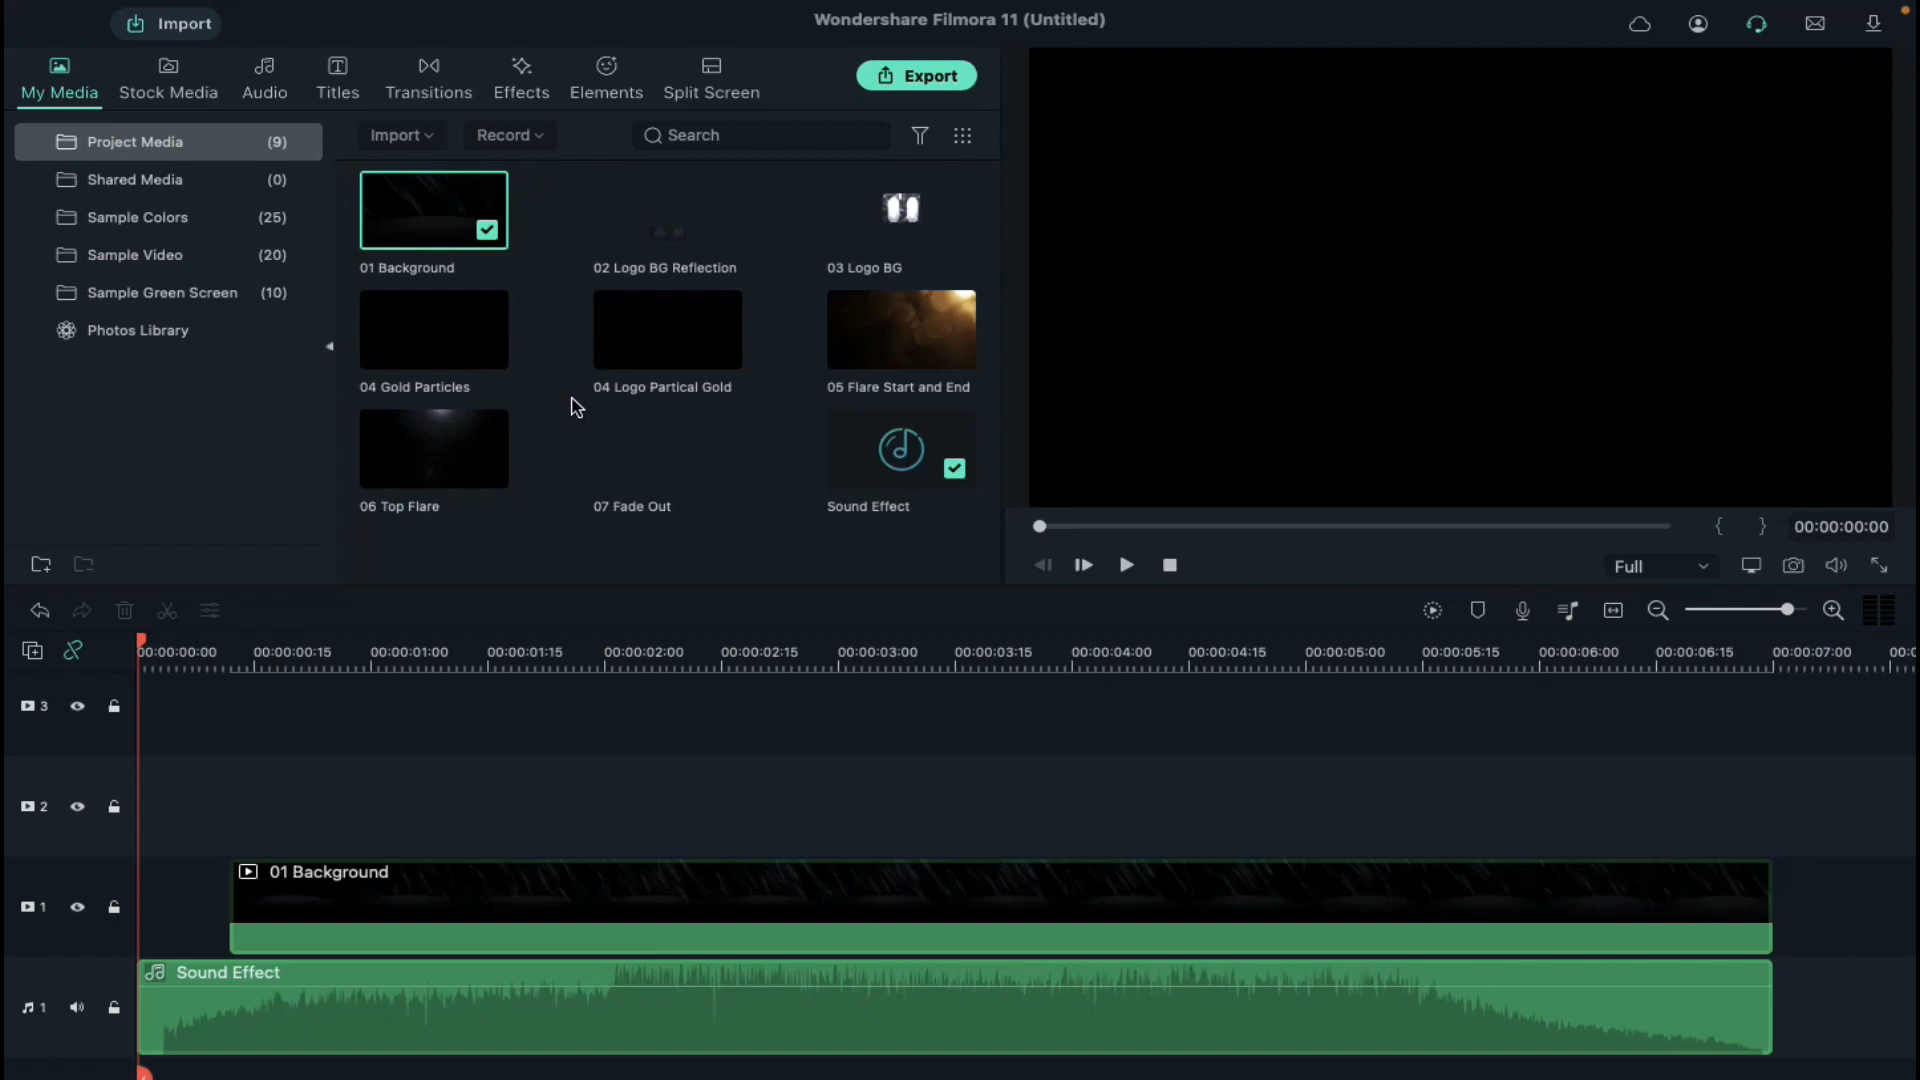 Import
Wondershare Filmora 11 (Untitled)
My Media
Stock Media
Audio
Titles
Transitions
Effects
Elements
Split Screen
Export
Project Media (9)
Shared Media (0)
Sample Colors (25)
Sample Video (20)
Sample Green Screen (10)
Photos Library
Import
Record
Search
01 Background
02 Logo BG Reflection
03 Logo BG
04 Gold Particles
04 Logo Partical Gold
05 Flare Start and End
06 Top Flare
07 Fade Out
Sound Effect
{ }
00:00:00:00
Full
00:00:00:00 00:00:00:15 00:00:01:00 00:00:01:15 00:00:02:00 00:00:02:15 00:00:03:00 00:00:03:15 00:00:04:00 00:00:04:15 00:00:05:00 00:00:05:15 00:00:06:00 00:00:06:15 00:00:07:00
3
2
1
01 Background
1
Sound Effect